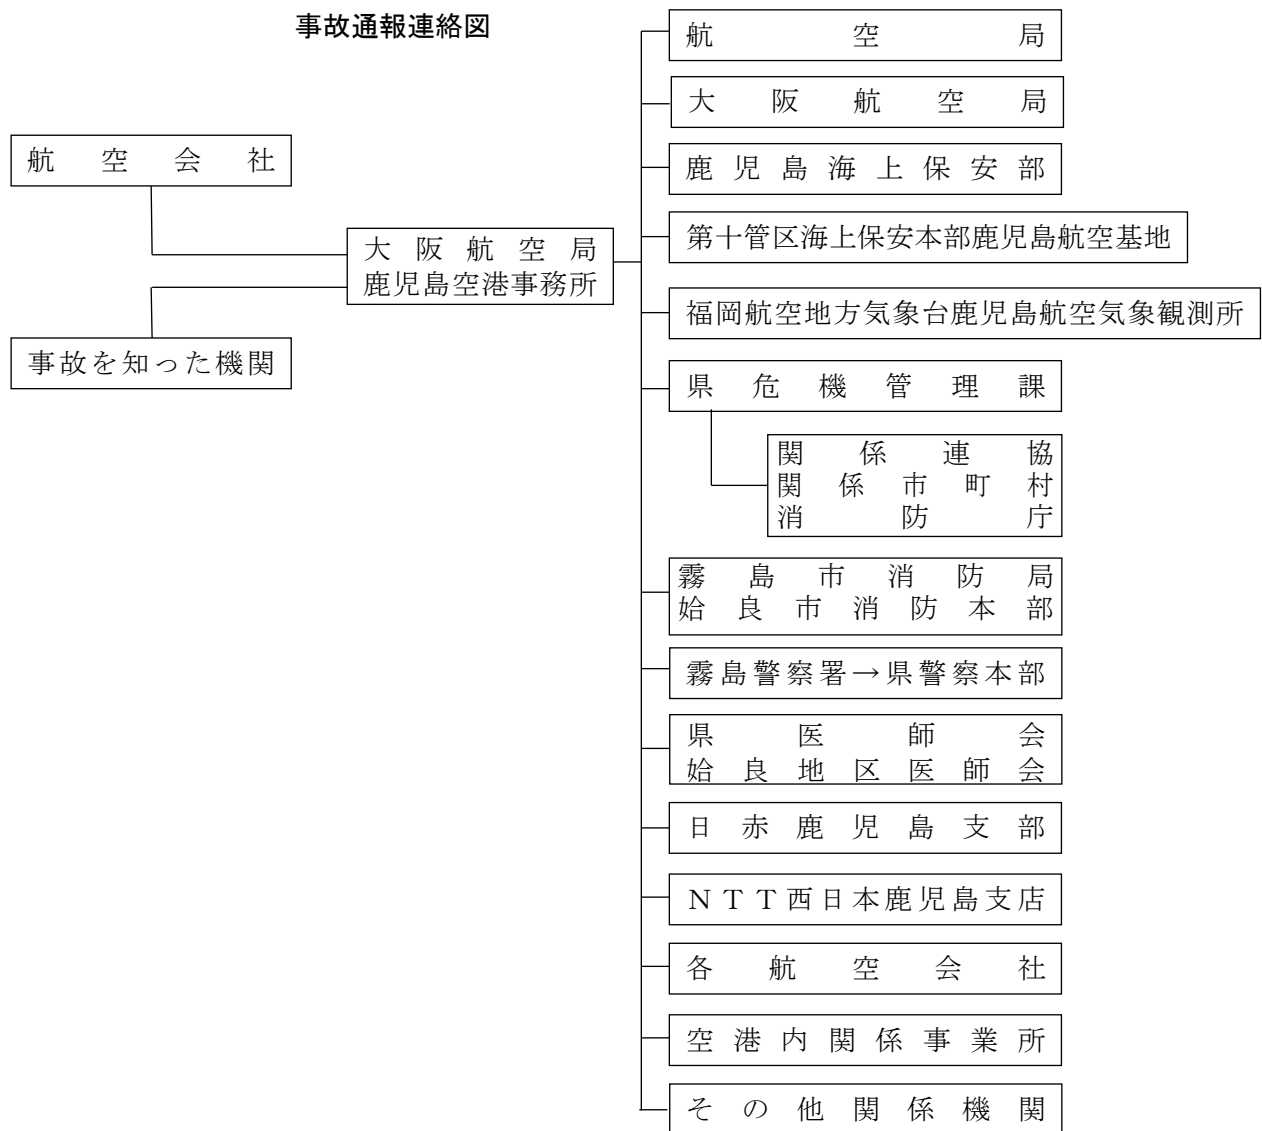 事故通報連絡図
航空会社
大阪航空局
鹿児島空港事務所
事故を知った機関
航空局
大阪航空局
鹿児島海上保安部
第十管区海上保安本部鹿児島航空基地
福岡航空地方気象台鹿児島航空気象観測所
県危機管理課
関係連協
関係市町村
消防庁
霧島市消防局
姶良市消防本部
霧島警察署→県警察本部
県医師会
姶良地区医師会
日赤鹿児島支部
NTT西日本鹿児島支店
各航空会社
空港内関係事業所
その他関係機関